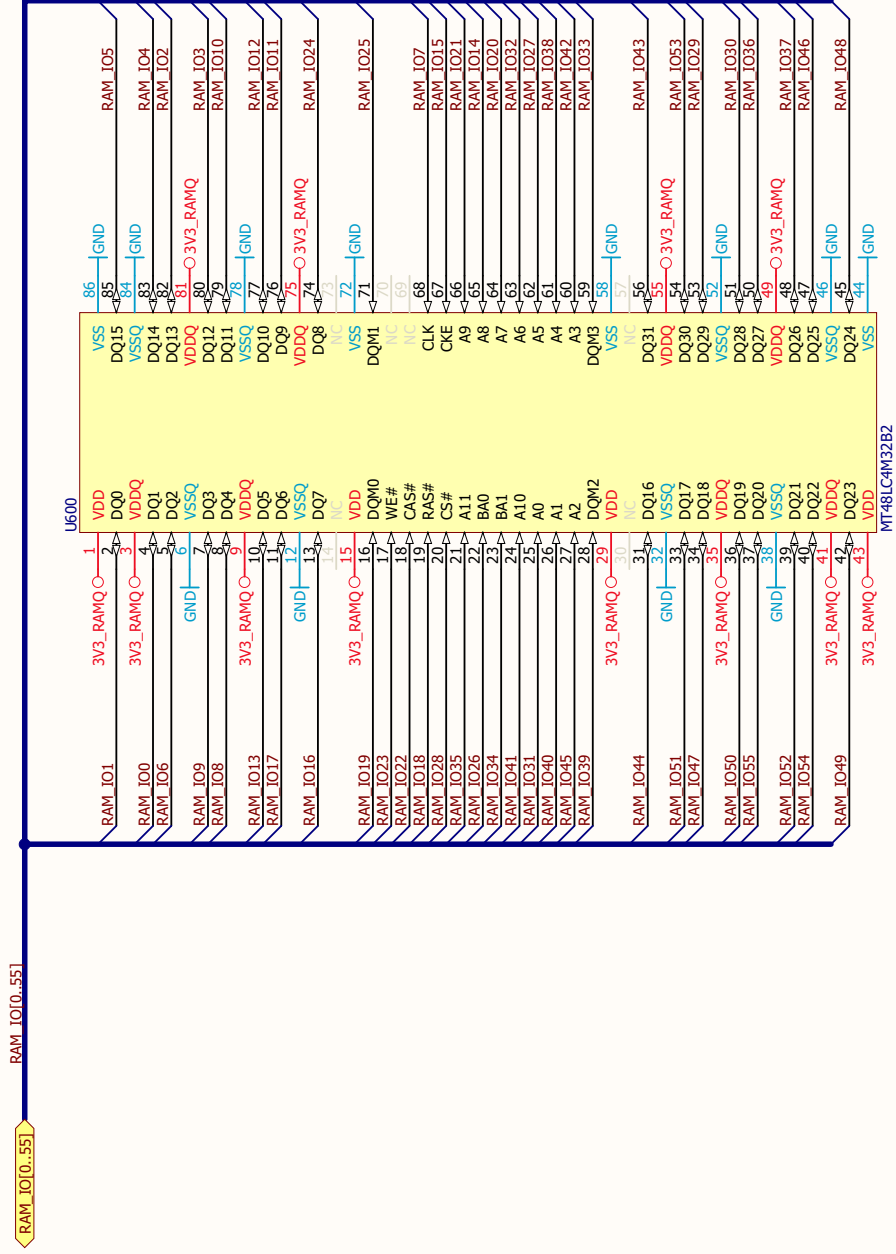 RAM_IO[0..55] RAM_IO[0..55]
U600
3V3_RAMQ 1 VDD VSS 86 GND
RAM_IO1 2 DQ0 DQ15 85 RAM_IO5
3V3_RAMQ 3 VDDQ VSSQ 84 GND
RAM_IO0 4 DQ1 DQ14 83 RAM_IO4
RAM_IO6 5 DQ2 DQ13 82 RAM_IO2
GND 6 VSSQ VDDQ 81 3V3_RAMQ
RAM_IO9 7 DQ3 DQ12 80 RAM_IO3
RAM_IO8 8 DQ4 DQ11 79 RAM_IO10
3V3_RAMQ 9 VDDQ VSSQ 78 GND
RAM_IO13 10 DQ5 DQ10 77 RAM_IO12
RAM_IO17 11 DQ6 DQ9 76 RAM_IO11
GND 12 VSSQ VDDQ 75 3V3_RAMQ
RAM_IO16 13 DQ7 DQ8 74 RAM_IO24
14 NC NC 73
3V3_RAMQ 15 VDD VSS 72 GND
RAM_IO19 16 DQM0 DQM1 71 RAM_IO25
RAM_IO23 17 WE# NC 70
RAM_IO22 18 CAS# NC 69
RAM_IO18 19 RAS# CLK 68 RAM_IO7
RAM_IO28 20 CS# CKE 67 RAM_IO15
RAM_IO35 21 A11 A9 66 RAM_IO21
RAM_IO26 22 BA0 A8 65 RAM_IO14
RAM_IO34 23 BA1 A7 64 RAM_IO20
RAM_IO41 24 A10 A6 63 RAM_IO32
RAM_IO31 25 A0 A5 62 RAM_IO27
RAM_IO40 26 A1 A4 61 RAM_IO38
RAM_IO45 27 A2 A3 60 RAM_IO42
RAM_IO39 28 DQM2 DQM3 59 RAM_IO33
3V3_RAMQ 29 VDD VSS 58 GND
30 NC NC 57
RAM_IO44 31 DQ16 DQ31 56 RAM_IO43
GND 32 VSSQ VDDQ 55 3V3_RAMQ
RAM_IO51 33 DQ17 DQ30 54 RAM_IO53
RAM_IO47 34 DQ18 DQ29 53 RAM_IO29
3V3_RAMQ 35 VDDQ VSSQ 52 GND
RAM_IO50 36 DQ19 DQ28 51 RAM_IO30
RAM_IO55 37 DQ20 DQ27 50 RAM_IO36
GND 38 VSSQ VDDQ 49 3V3_RAMQ
RAM_IO52 39 DQ21 DQ26 48 RAM_IO37
RAM_IO54 40 DQ22 DQ25 47 RAM_IO46
3V3_RAMQ 41 VDDQ VSSQ 46 GND
RAM_IO49 42 DQ23 DQ24 45 RAM_IO48
3V3_RAMQ 43 VDD VSS 44 GND
MT48LC4M32B2